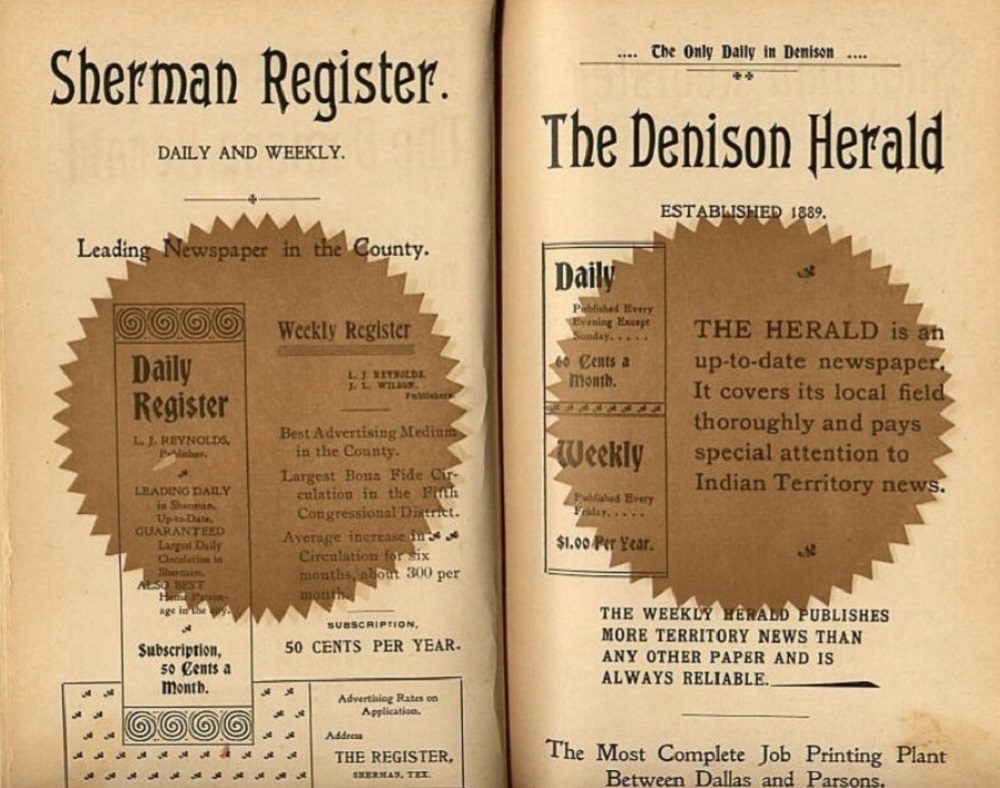 Sherman Register.
DAILY AND WEEKLY.
Leading Newspaper in the County.
Daily
Register
L. J. REYNOLDS,
Publisher.
LEADING DAILY
in Sherman.
Up-to-Date.
GUARANTEED
Largest Daily
Circulation in
Sherman.
ALSO BEST
Home Patron-
age in the city.
Subscription,
50 Cents a
Month.
Weekly Register
L. J. REYNOLDS,
J. L. WILSON,
Publishers.
Best Advertising Medium
in the County.
Largest Bona Fide Cir-
culation in the Fifth
Congressional District.
Average increase in
Circulation for six
months, about 300 per
month.
SUBSCRIPTION,
50 CENTS PER YEAR.
Advertising Rates on
Application.
Address
THE REGISTER,
SHERMAN, TEX.
.... The Only Daily in Denison ....
The Denison Herald
ESTABLISHED 1889.
Daily
Published Every
Evening Except
Sunday.....
60 Cents a
Month.
Weekly
Published Every
Friday.....
$1.00 Per Year.
THE HERALD is an
up-to-date newspaper.
It covers its local field
thoroughly and pays
special attention to
Indian Territory news.
THE WEEKLY HERALD PUBLISHES
MORE TERRITORY NEWS THAN
ANY OTHER PAPER AND IS
ALWAYS RELIABLE.
The Most Complete Job Printing Plant
Between Dallas and Parsons.